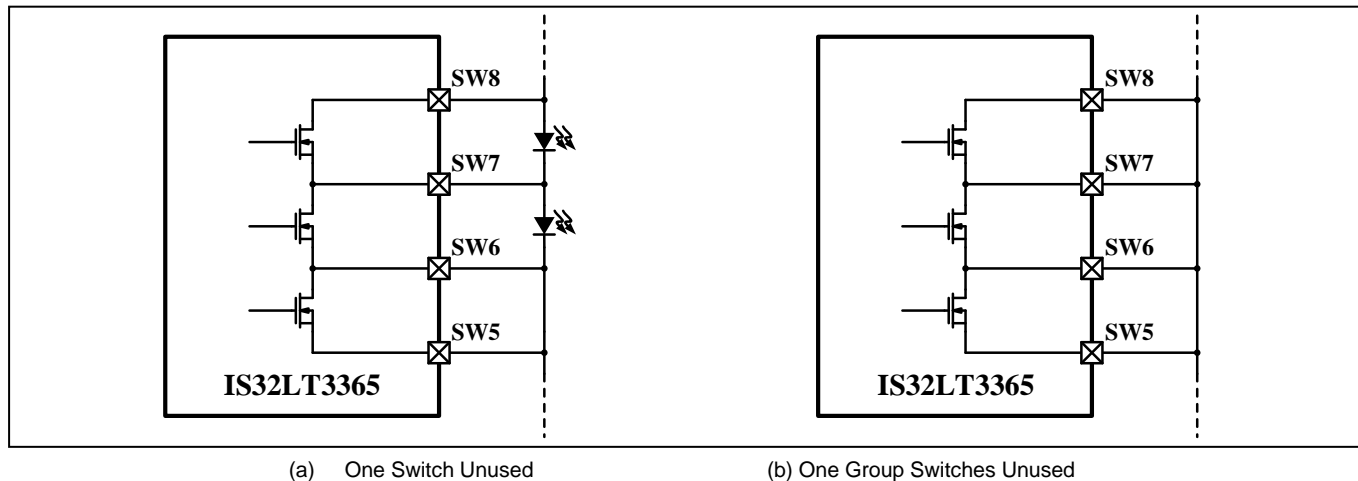 SW8
SW7
SW6
SW5
IS32LT3365
SW8
SW7
SW6
SW5
IS32LT3365
(a) One Switch Unused
(b) One Group Switches Unused